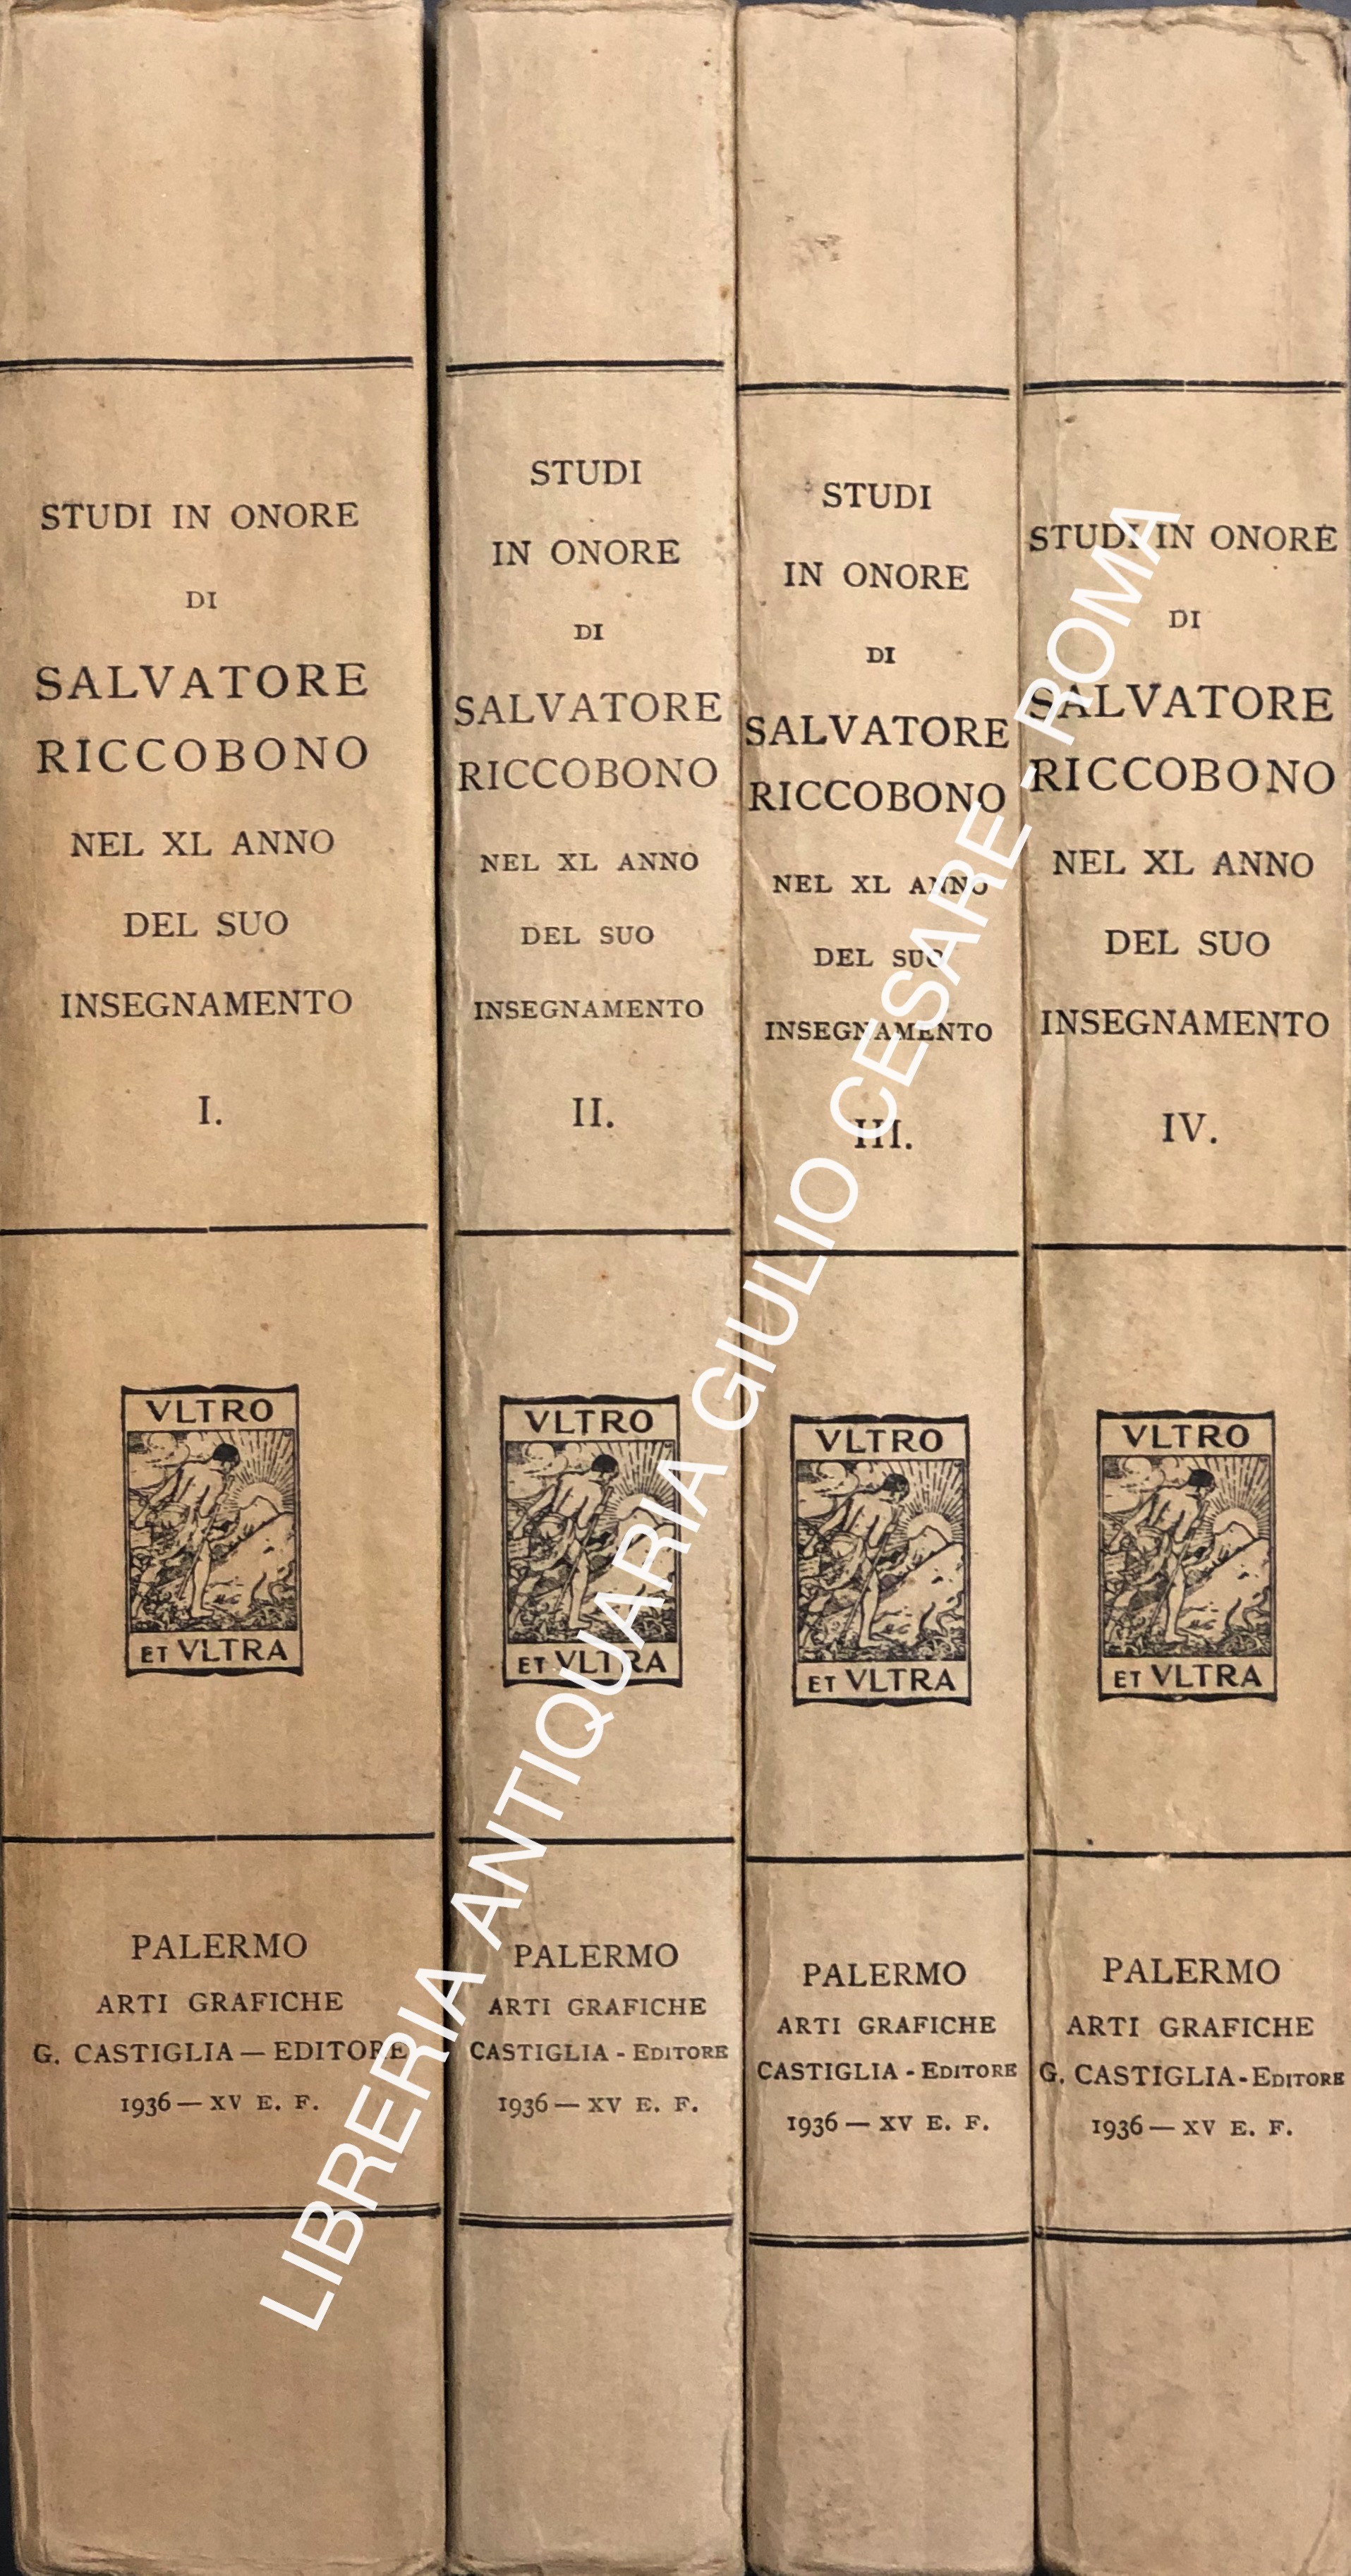 STUDI IN ONORE
DI
SALVATORE
RICCOBONO
NEL XL ANNO
DEL SUO
INSEGNAMENTO
I.
VLTRO
ET VLTRA
PALERMO
ARTI GRAFICHE
G. CASTIGLIA — EDITORE
1936 — XV E. F.
STUDI
IN ONORE
DI
SALVATORE
RICCOBONO
NEL XL ANNO
DEL SUO
INSEGNAMENTO
II.
VLTRO
ET VLTRA
PALERMO
ARTI GRAFICHE
CASTIGLIA - EDITORE
1936 — XV E. F.
STUDI
IN ONORE
DI
SALVATORE
RICCOBONO
NEL XL ANNO
DEL SUO
INSEGNAMENTO
III.
VLTRO
ET VLTRA
PALERMO
ARTI GRAFICHE
CASTIGLIA - EDITORE
1936 — XV E. F.
STUDI IN ONORE
DI
SALVATORE
RICCOBONO
NEL XL ANNO
DEL SUO
INSEGNAMENTO
IV.
VLTRO
ET VLTRA
PALERMO
ARTI GRAFICHE
G. CASTIGLIA - EDITORE
1936 — XV E. F.
LIBRERIA ANTIQUARIA GIULIO CESARE - ROMA